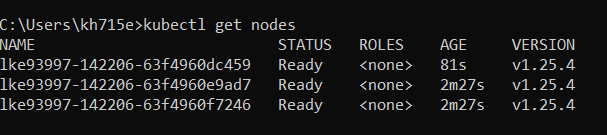 C:\Users\kh715e>kubectl get nodes
NAME STATUS ROLES AGE VERSION
lke93997-142206-63f4960dc459 Ready <none> 81s v1.25.4
lke93997-142206-63f4960e9ad7 Ready <none> 2m27s v1.25.4
lke93997-142206-63f4960f7246 Ready <none> 2m27s v1.25.4